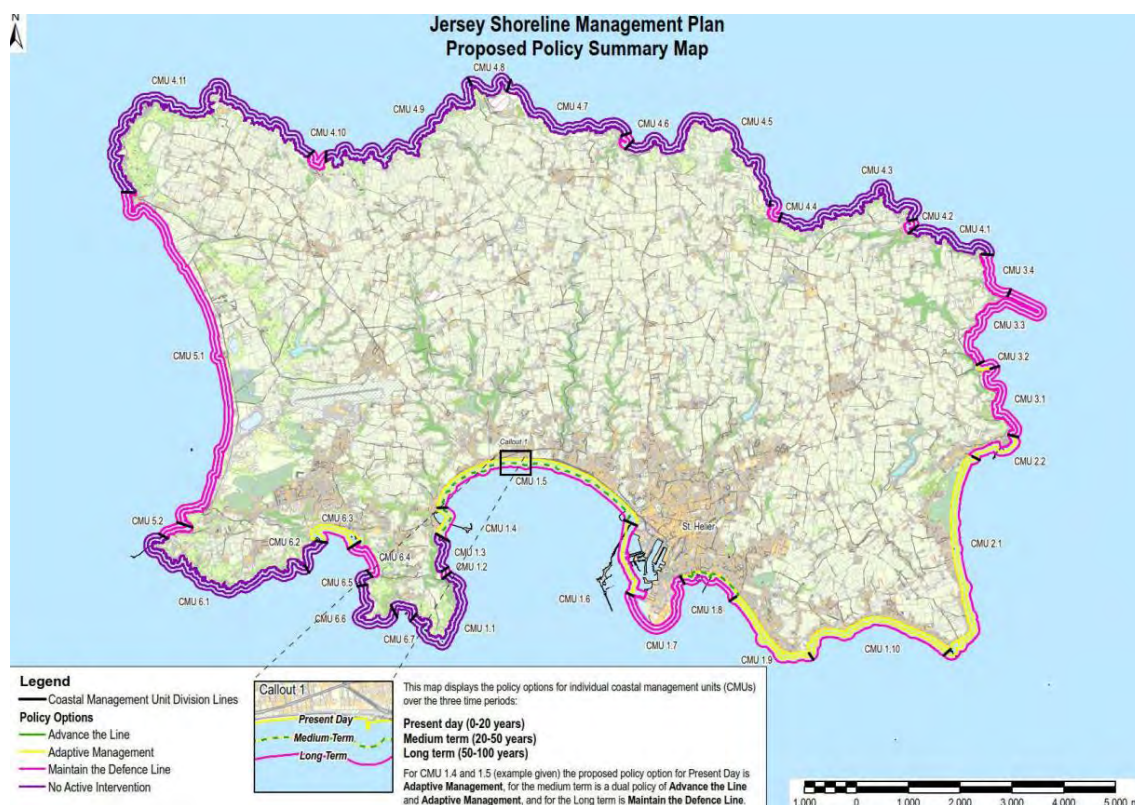 Jersey Shoreline Management Plan
Proposed Policy Summary Map
N
CMU 4.11
CMU 4.10
CMU 4.9
CMU 4.8
CMU 4.7
CMU 4.6
CMU 4.5
CMU 4.4
CMU 4.3
CMU 4.2
CMU 4.1
CMU 3.4
CMU 3.3
CMU 3.2
CMU 3.1
CMU 2.2
CMU 2.1
CMU 5.1
CMU 5.2
CMU 6.1
CMU 6.2
CMU 6.3
CMU 6.4
CMU 6.5
CMU 6.6
CMU 6.7
CMU 1.1
CMU 1.2
CMU 1.3
CMU 1.4
Callout 1
CMU 1.5
St. Helier
CMU 1.6
CMU 1.7
CMU 1.8
CMU 1.9
CMU 1.10
Legend
Coastal Management Unit Division Lines
Policy Options
Advance the Line
Adaptive Management
Maintain the Defence Line
No Active Intervention
Callout 1
Present Day
Medium-Term
Long-Term
This map displays the policy options for individual coastal management units (CMUs)
over the three time periods:
Present day (0-20 years)
Medium term (20-50 years)
Long term (50-100 years)
For CMU 1.4 and 1.5 (example given) the proposed policy option for Present Day is
Adaptive Management, for the medium term is a dual policy of Advance the Line
and Adaptive Management, and for the Long term is Maintain the Defence Line.
1,000 0 1,000 2,000 3,000 4,000